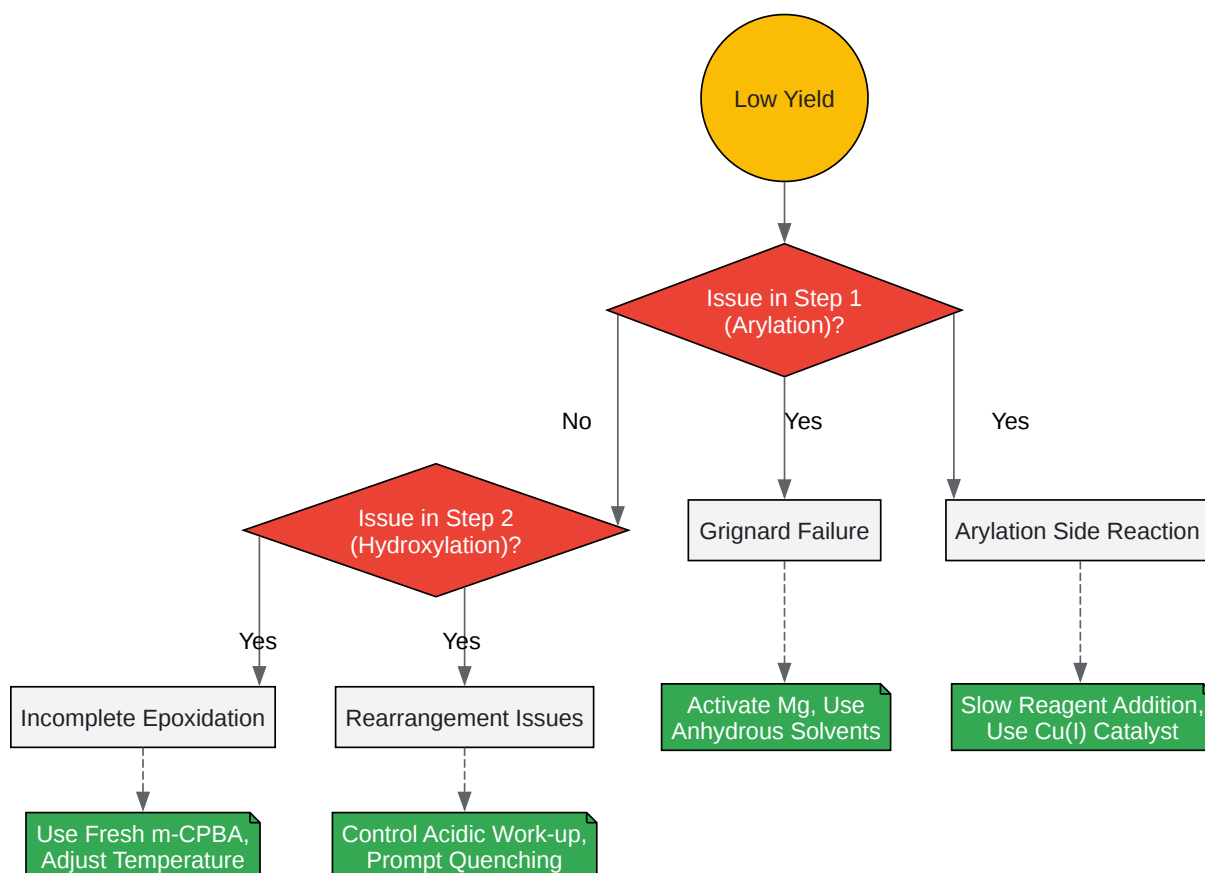 Low Yield
Issue in Step 1
(Arylation)?
No
Yes
Yes
Issue in Step 2
(Hydroxylation)?
Grignard Failure
Arylation Side Reaction
Yes
Yes
Incomplete Epoxidation
Rearrangement Issues
Activate Mg, Use
Anhydrous Solvents
Slow Reagent Addition,
Use Cu(I) Catalyst
Use Fresh m-CPBA,
Adjust Temperature
Control Acidic Work-up,
Prompt Quenching